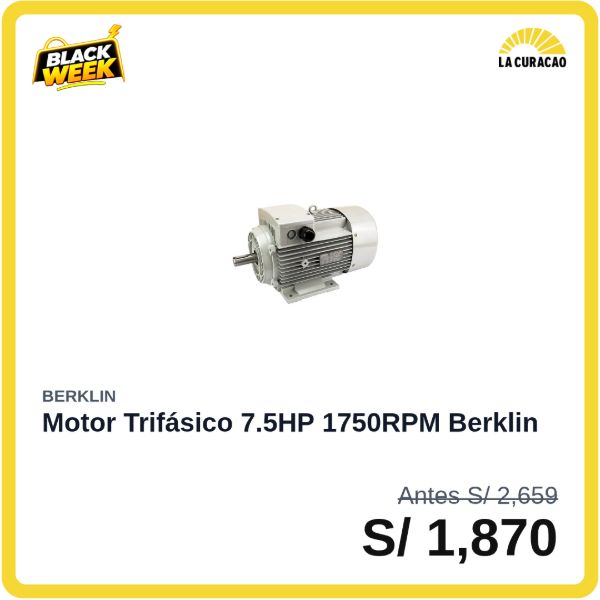 BLACK
WEEK
LA CURACAO
BERKLIN
Motor Trifásico 7.5HP 1750RPM Berklin
Antes S/ 2,659
S/ 1,870